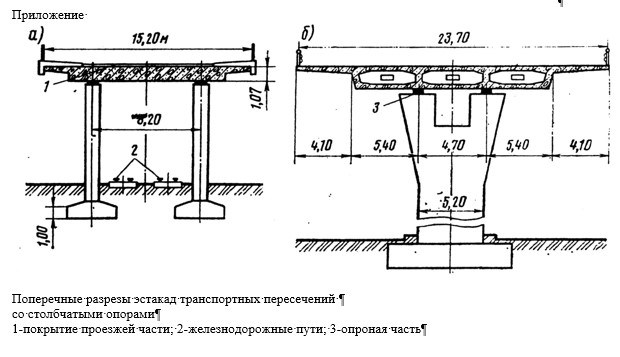 Приложение
а)
15,20м
б)
23,70
1
1,07
3
8,20
2
4,10
5,40
4,70
5,40
4,10
5,20
1,00
Поперечные разрезы эстакад транспортных пересечений ¶
со столбчатыми опорами¶
1-покрытие проезжей части; 2-железнодорожные пути; 3-опроная часть¶